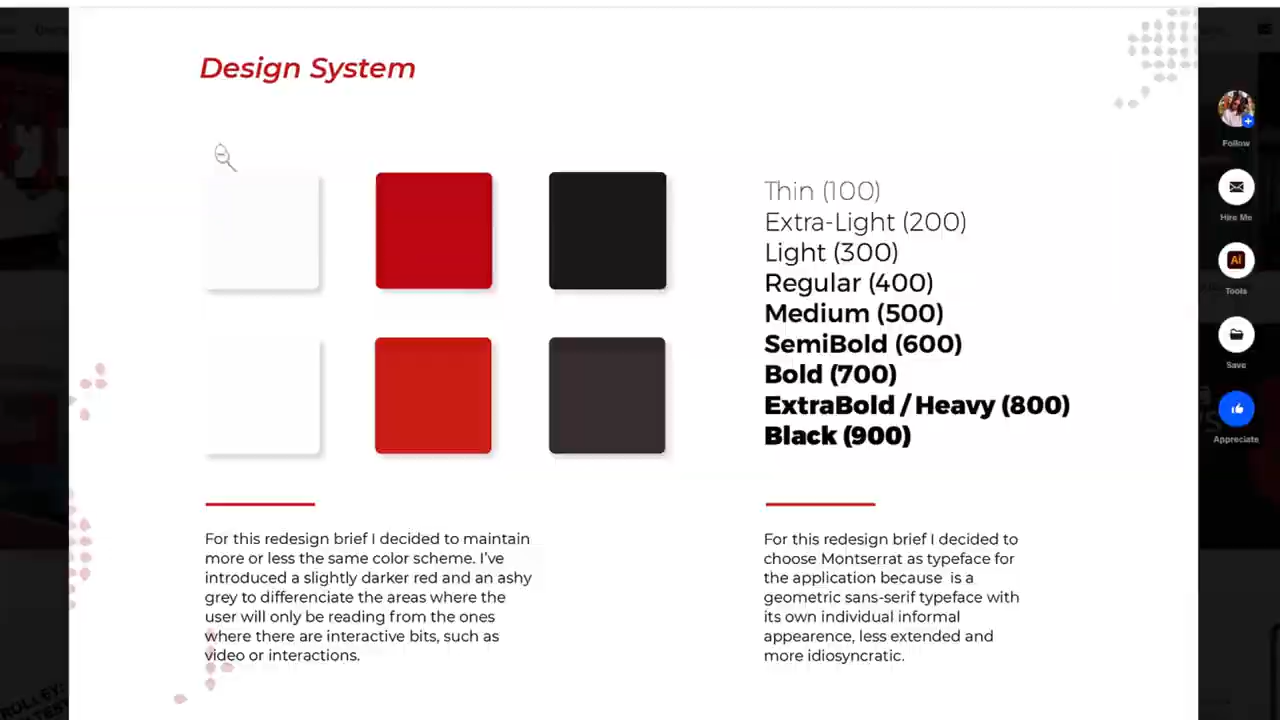 Design System
Thin (100)
Extra-Light (200)
Light (300)
Regular (400)
Medium (500)
SemiBold (600)
Bold (700)
ExtraBold / Heavy (800)
Black (900)
For this redesign brief I decided to maintain
more or less the same color scheme. I've
introduced a slightly darker red and an ashy
grey to differenciate the areas where the
user will only be reading from the ones
where there are interactive bits, such as
video or interactions.
For this redesign brief I decided to
choose Montserrat as typeface for
the application because is a
geometric sans-serif typeface with
its own individual informal
appearence, less extended and
more idiosyncratic.
Follow
Hire Me
Ai
Tools
Save
Appreciate